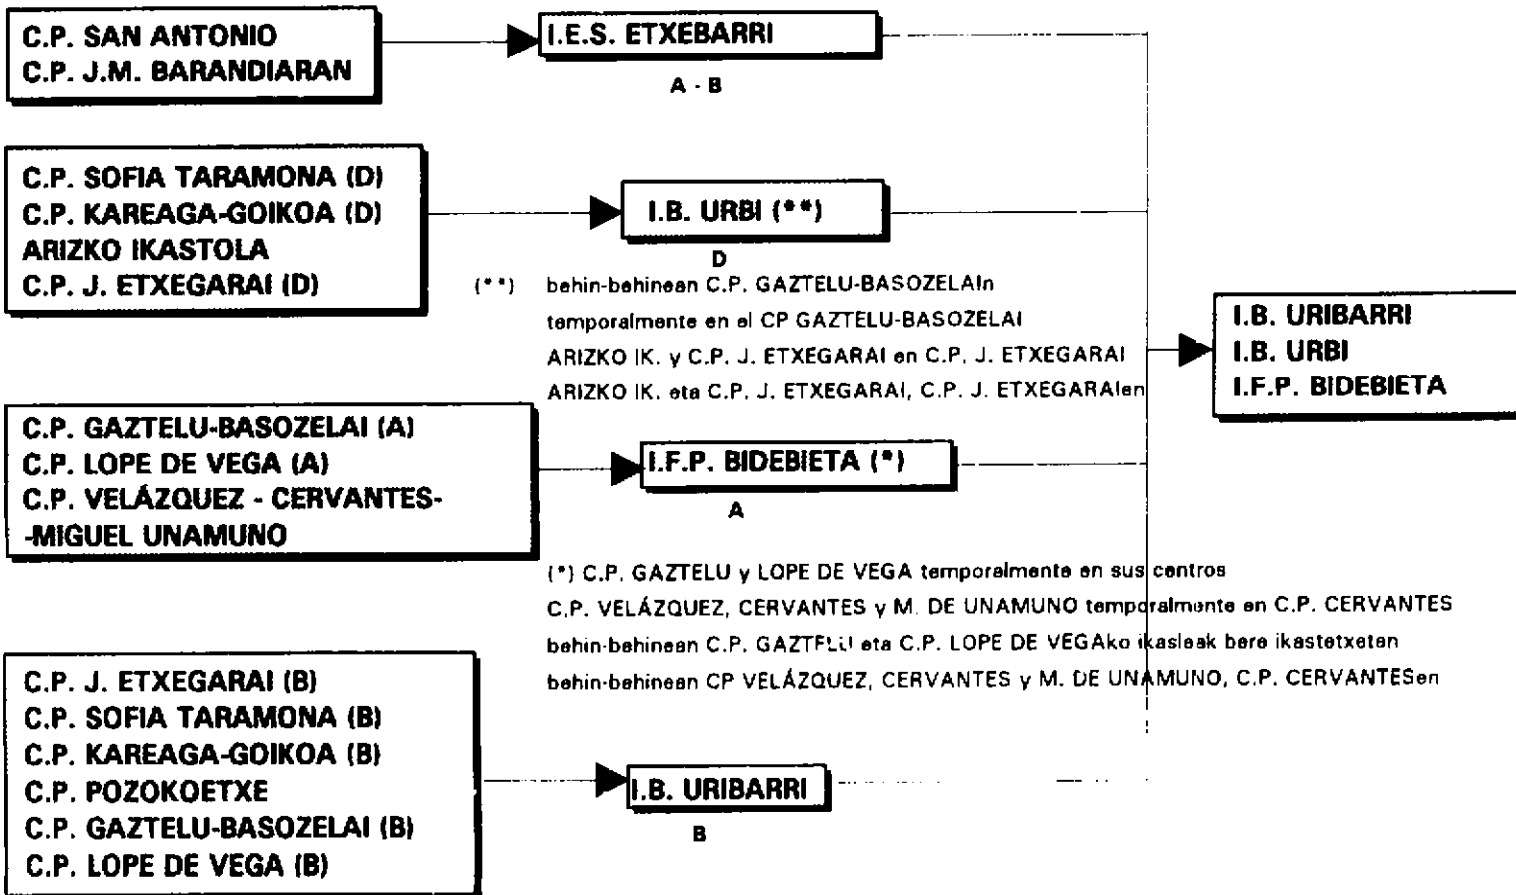 C.P. SAN ANTONIO
C.P. J.M. BARANDIARAN
I.E.S. ETXEBARRI
A - B
C.P. SOFIA TARAMONA (D)
C.P. KAREAGA-GOIKOA (D)
ARIZKO IKASTOLA
C.P. J. ETXEGARAI (D)
I.B. URBI (**)
D
(**) behin-behinean C.P. GAZTELU-BASOZELAIn
temporalmente en el CP GAZTELU-BASOZELAI
ARIZKO IK. y C.P. J. ETXEGARAI en C.P. J. ETXEGARAI
ARIZKO IK. eta C.P. J. ETXEGARAI, C.P. J. ETXEGARAIen
I.B. URIBARRI
I.B. URBI
I.F.P. BIDEBIETA
C.P. GAZTELU-BASOZELAI (A)
C.P. LOPE DE VEGA (A)
C.P. VELÁZQUEZ - CERVANTES-
-MIGUEL UNAMUNO
I.F.P. BIDEBIETA (*)
A
(*) C.P. GAZTELU y LOPE DE VEGA temporalmente en sus centros
C.P. VELÁZQUEZ, CERVANTES y M. DE UNAMUNO temporalmente en C.P. CERVANTES
behin-behinean C.P. GAZTELU eta C.P. LOPE DE VEGAko ikasleak bere ikastetxetan
behin-behinean CP VELÁZQUEZ, CERVANTES y M. DE UNAMUNO, C.P. CERVANTESen
C.P. J. ETXEGARAI (B)
C.P. SOFIA TARAMONA (B)
C.P. KAREAGA-GOIKOA (B)
C.P. POZOKOETXE
C.P. GAZTELU-BASOZELAI (B)
C.P. LOPE DE VEGA (B)
I.B. URIBARRI
B